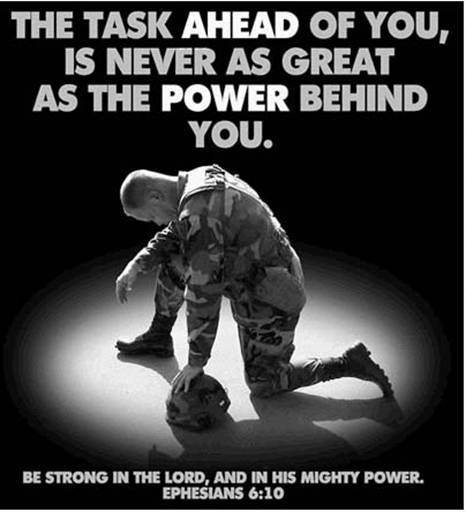 THE TASK AHEAD OF YOU,
IS NEVER AS GREAT
AS THE POWER BEHIND
YOU.
BE STRONG IN THE LORD, AND IN HIS MIGHTY POWER.
EPHESIANS 6:10